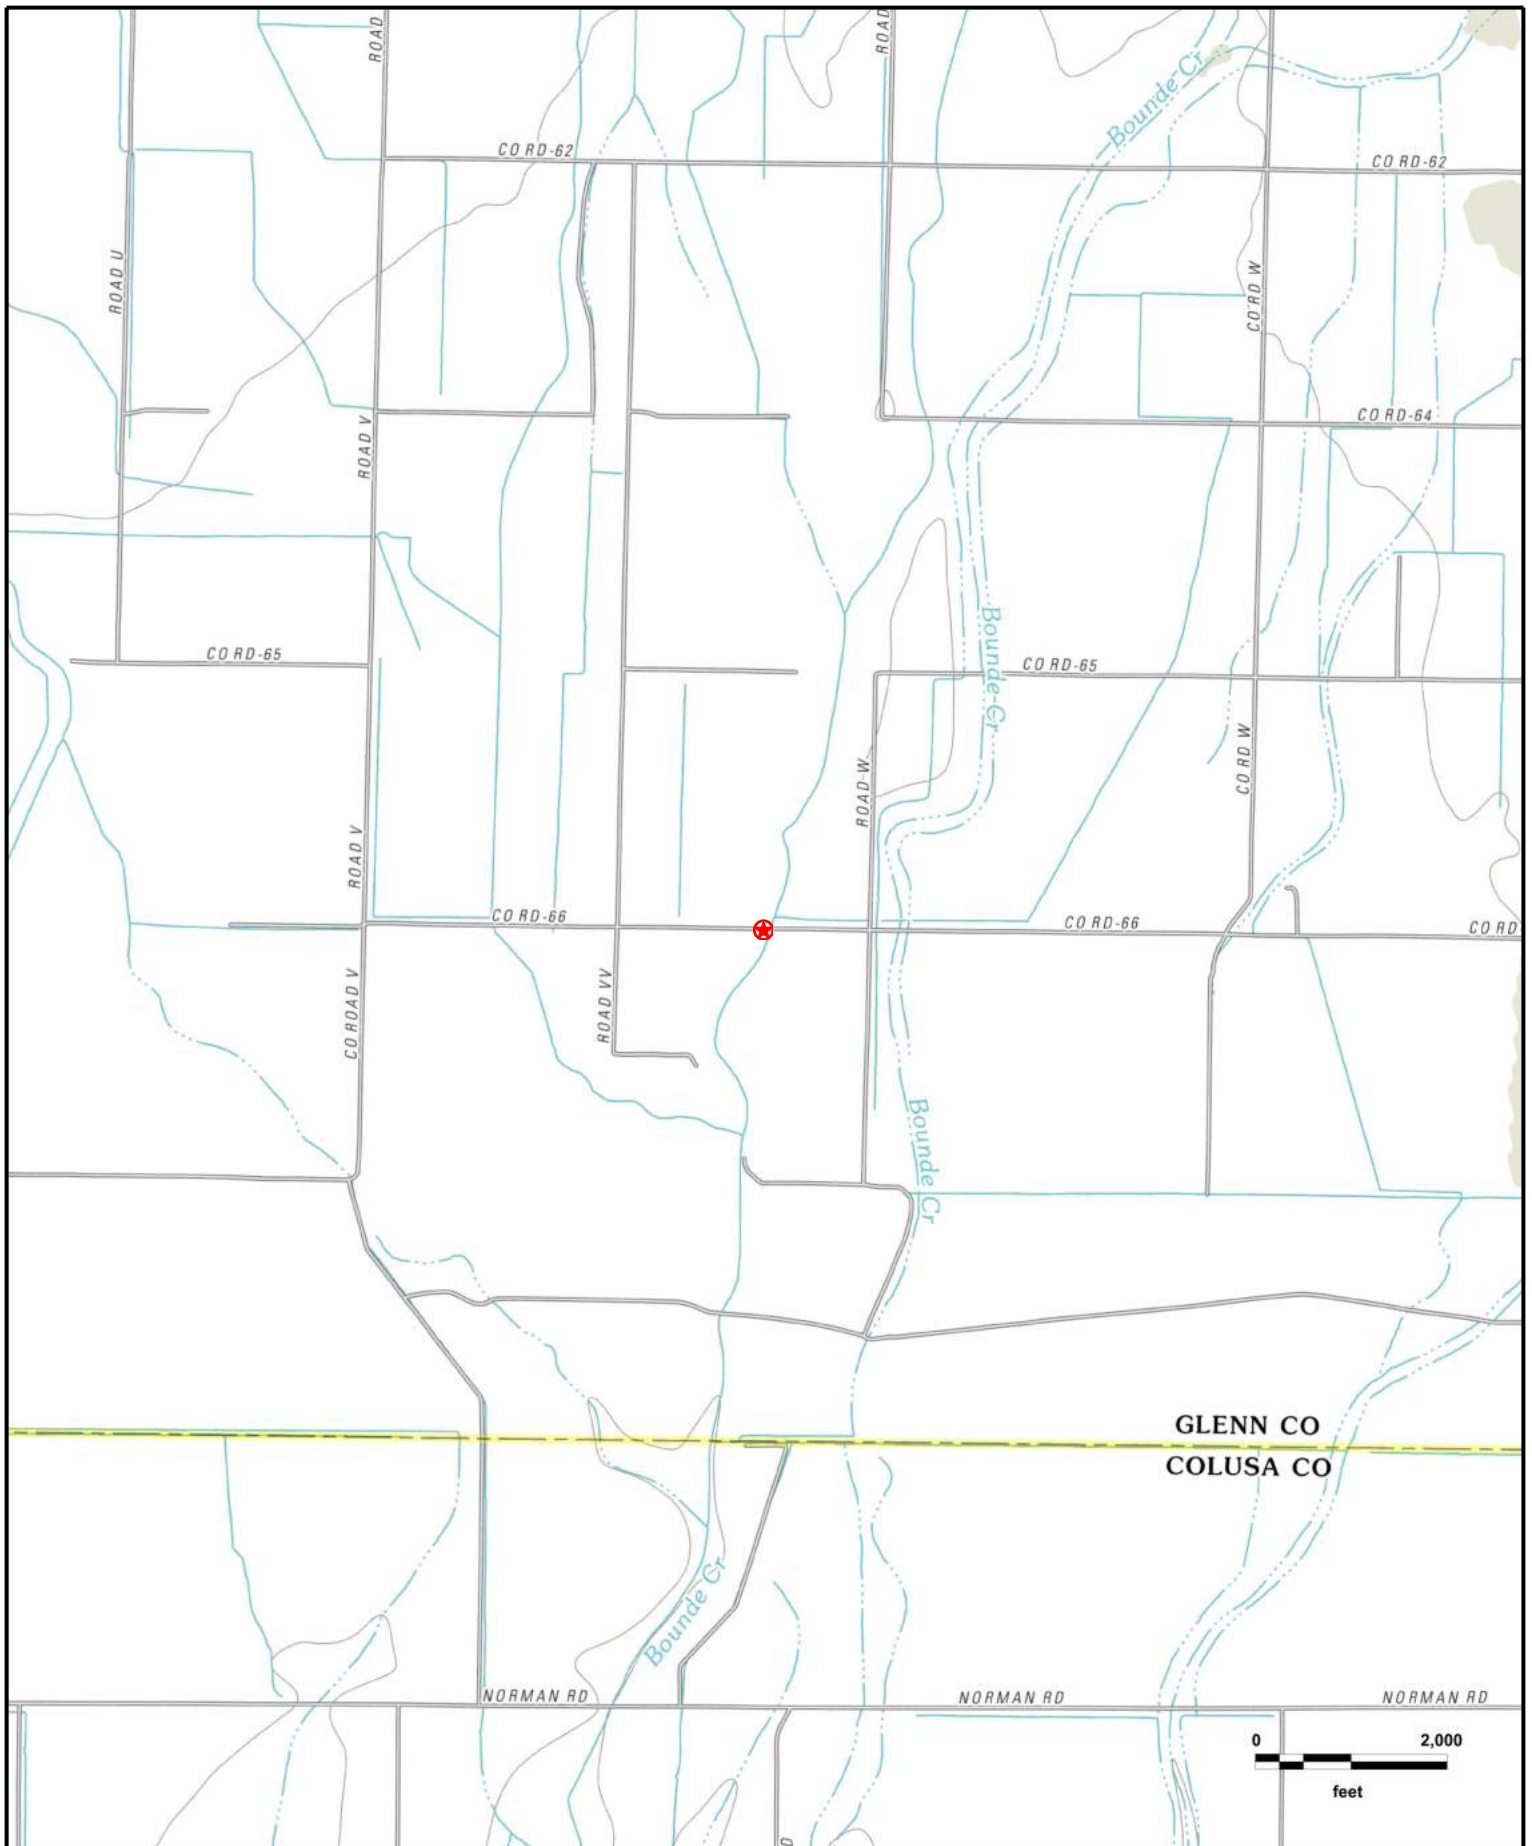 ROAD
ROAD
Bounde Cr
CO RD-62
CO RD-62
ROAD U
CO RD W
CO RD-64
ROAD V
Bounde Cr
CO RD-65
CO RD-65
CO RD W
ROAD W
ROAD V
CO RD-66
CO RD-66
CO RD
CO ROAD V
ROAD VV
Bounde Cr
GLENN CO
COLUSA CO
Bounde Cr
NORMAN RD
NORMAN RD
NORMAN RD
0 2,000
feet